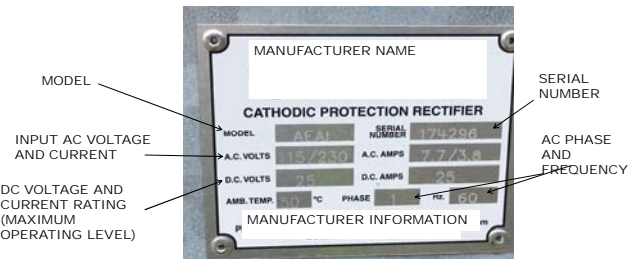 MANUFACTURER NAME
CATHODIC PROTECTION RECTIFIER
MODEL SERIAL NUMBER 174296
A.C. VOLTS 115/230 A.C. AMPS 7.7/3.8
D.C. VOLTS 25 D.C. AMPS 25
AMB. TEMP. 50 °C PHASE 1 HZ. 60
MANUFACTURER INFORMATION
MODEL
INPUT AC VOLTAGE
AND CURRENT
DC VOLTAGE AND
CURRENT RATING
(MAXIMUM
OPERATING LEVEL)
SERIAL
NUMBER
AC PHASE
AND
FREQUENCY